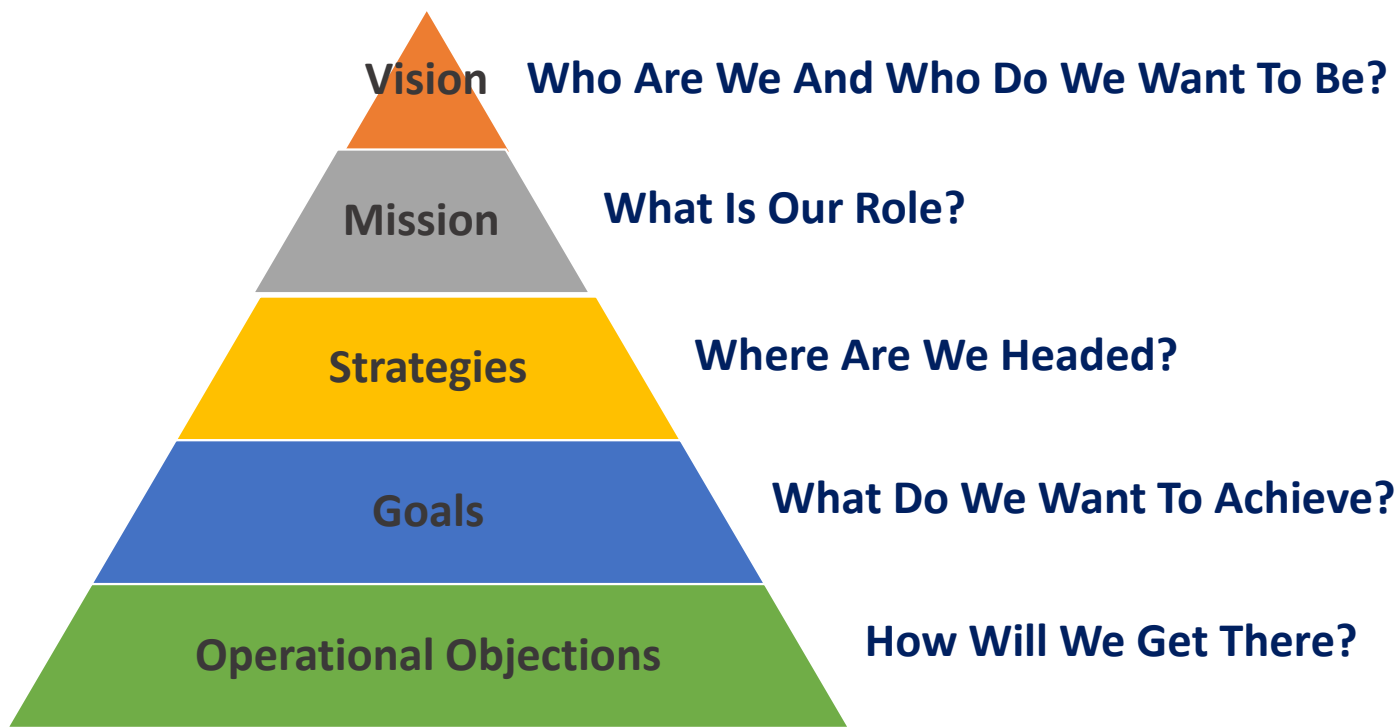 Vision
Who Are We And Who Do We Want To Be?
Mission
What Is Our Role?
Strategies
Where Are We Headed?
Goals
What Do We Want To Achieve?
Operational Objections
How Will We Get There?